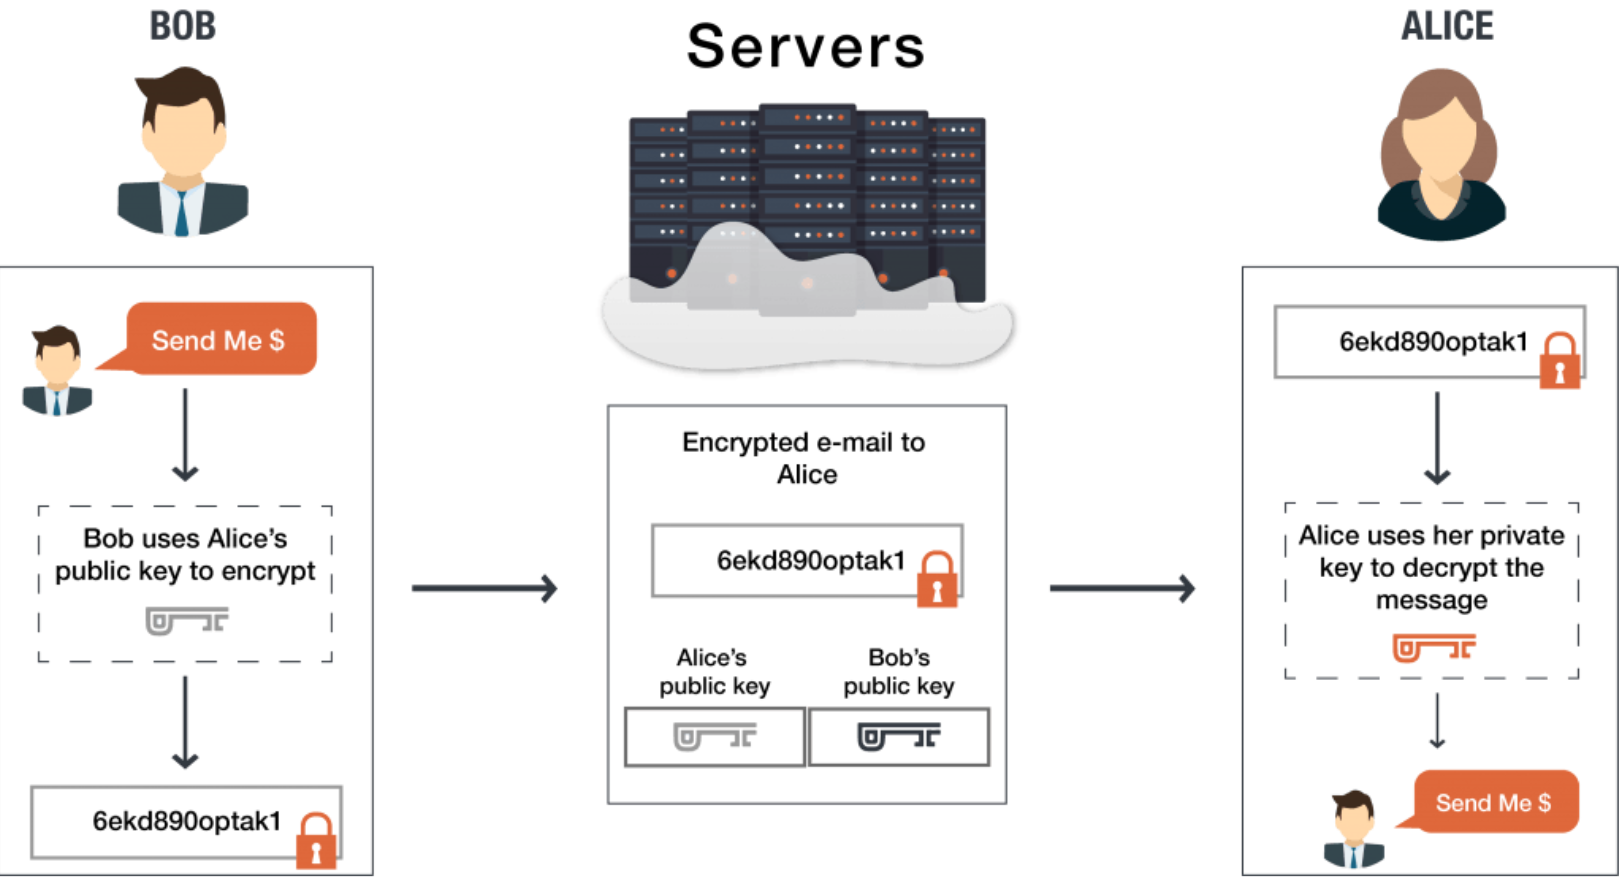 BOB
Servers
ALICE
Send Me $
Bob uses Alice's
public key to encrypt
6ekd890optak1
Encrypted e-mail to
Alice
6ekd890optak1
Alice's
public key
Bob's
public key
6ekd890optak1
Alice uses her private
key to decrypt the
message
Send Me $